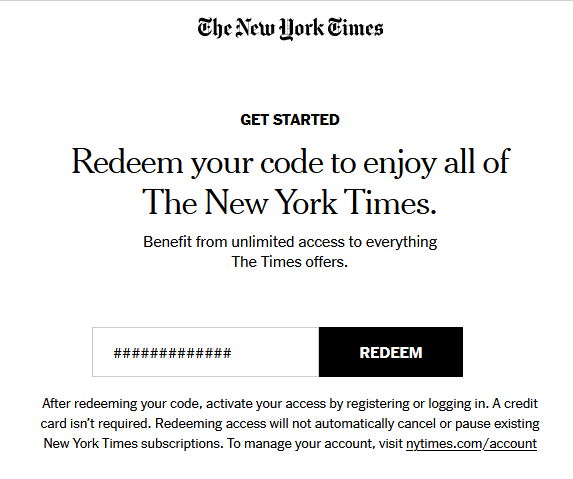 The New York Times
GET STARTED
Redeem your code to enjoy all of
The New York Times.
Benefit from unlimited access to everything
The Times offers.
#############
REDEEM
After redeeming your code, activate your access by registering or logging in. A credit
card isn’t required. Redeeming access will not automatically cancel or pause existing
New York Times subscriptions. To manage your account, visit nytimes.com/account